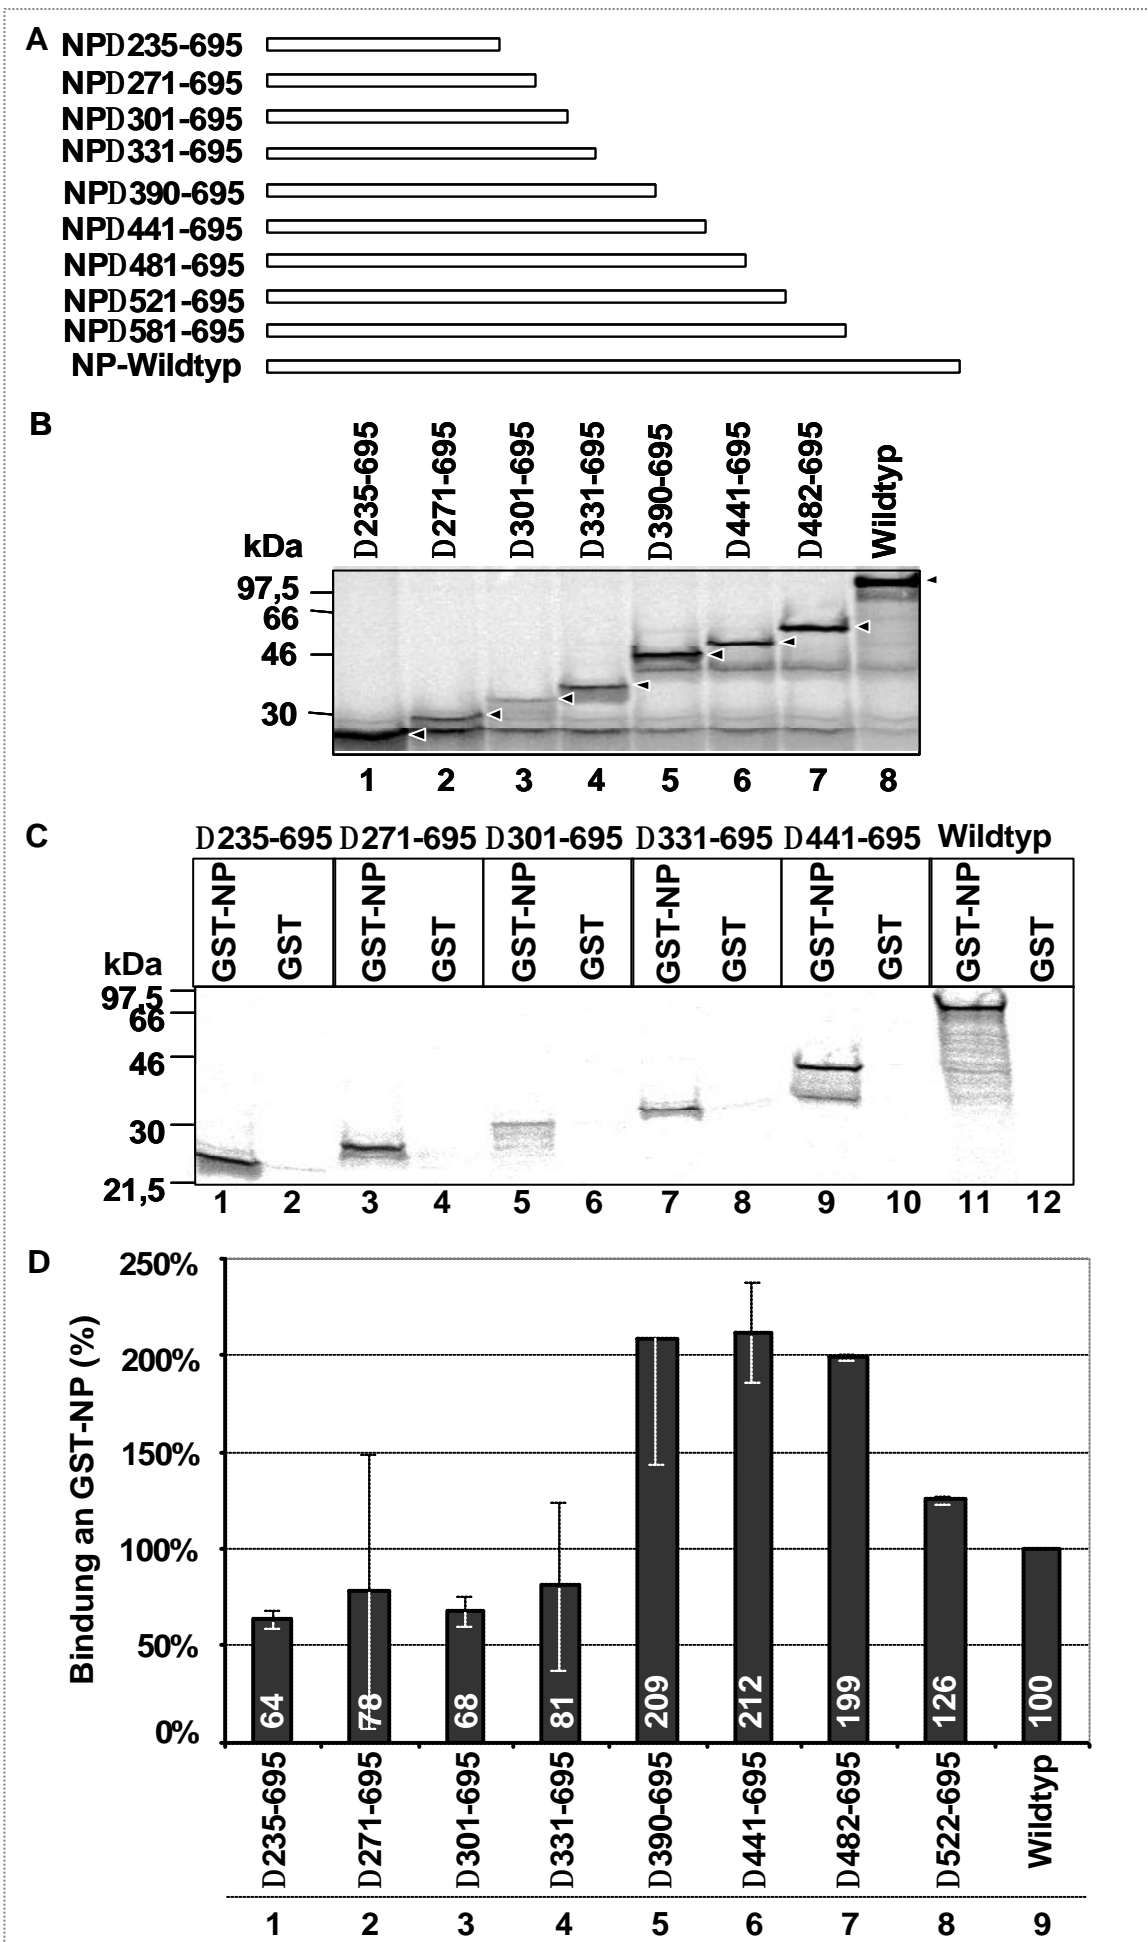 A
NPD235-695
NPD271-695
NPD301-695
NPD331-695
NPD390-695
NPD441-695
NPD481-695
NPD521-695
NPD581-695
NP-Wildtyp
B
D235-695 D271-695 D301-695 D331-695 D390-695 D441-695 D482-695 Wildtyp
kDa
97,5
66
46
30
1 2 3 4 5 6 7 8
C
D235-695 D271-695 D301-695 D331-695 D441-695 Wildtyp
GST-NP GST GST-NP GST GST-NP GST GST-NP GST GST-NP GST GST-NP GST
kDa
97,5
66
46
30
21,5
1 2 3 4 5 6 7 8 9 10 11 12
D
Bindung an GST-NP (%)
250%
200%
150%
100%
50%
0%
64 78 68 81 209 212 199 126 100
D235-695 D271-695 D301-695 D331-695 D390-695 D441-695 D482-695 D522-695 Wildtyp
1 2 3 4 5 6 7 8 9